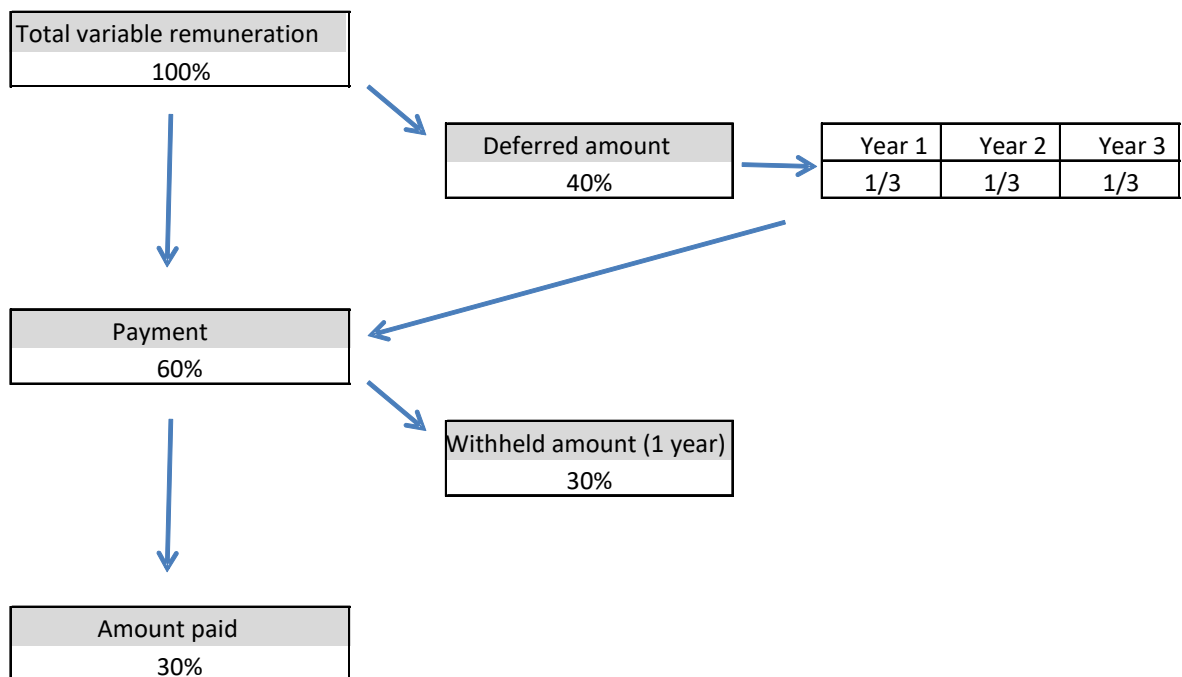 Total variable remuneration
100%
Deferred amount
40%
Year 1 Year 2 Year 3
1/3 1/3 1/3
Payment
60%
Withheld amount (1 year)
30%
Amount paid
30%